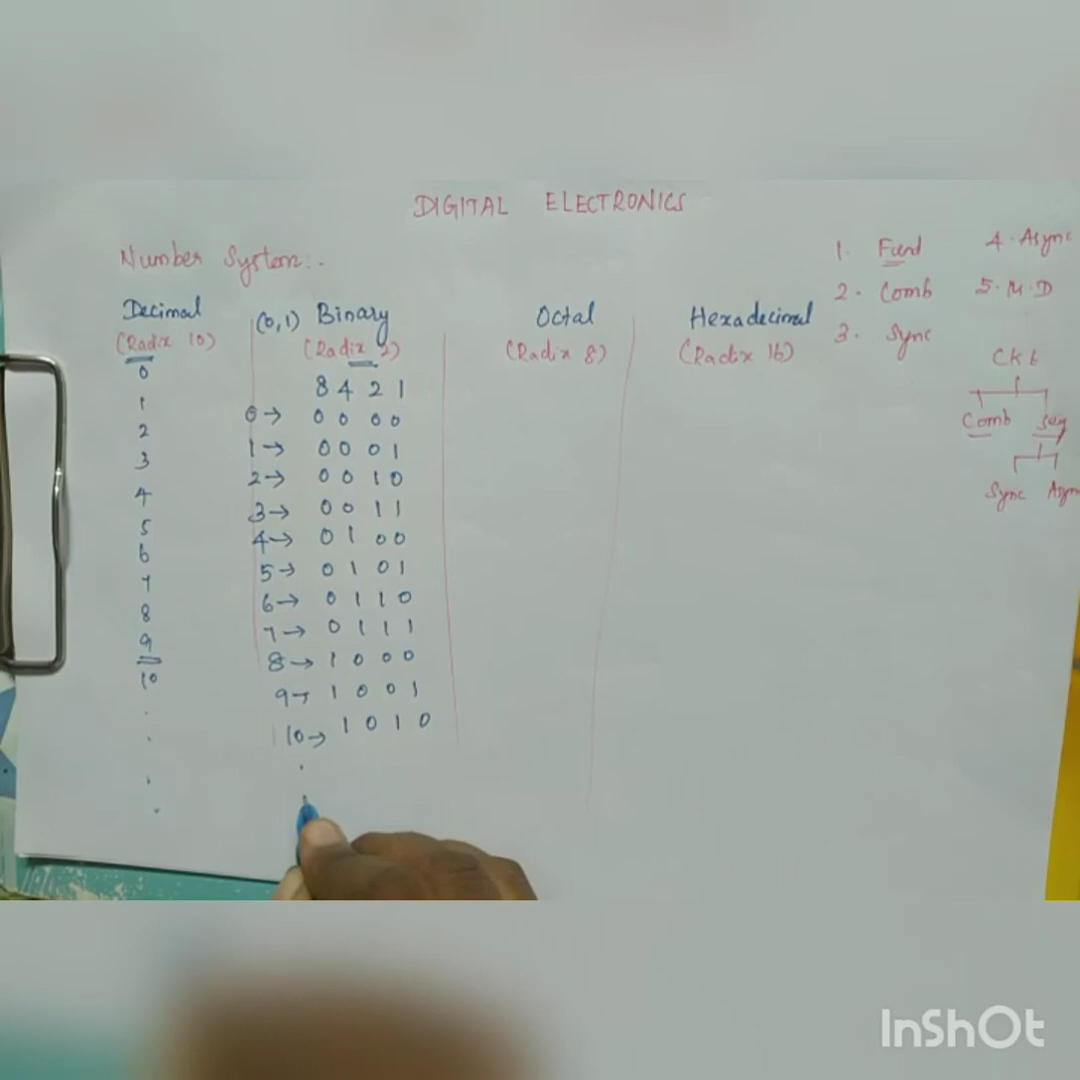 DIGITAL ELECTRONICS
Number System:-
1. Fund
2. Comb
3. Sync
4. Async
5. M.D
Ckt
Comb Seq
Sync Asyn
Decimal
(Radix 10)
0
1
2
3
4
5
6
7
8
9
10
.
.
.
.
(0,1) Binary
(Radix 2)
8 4 2 1
0→ 0 0 0 0
1→ 0 0 0 1
2→ 0 0 1 0
3→ 0 0 1 1
4→ 0 1 0 0
5→ 0 1 0 1
6→ 0 1 1 0
7→ 0 1 1 1
8→ 1 0 0 0
9→ 1 0 0 1
10→ 1 0 1 0
.
Octal
(Radix 8)
Hexadecimal
(Radix 16)
InShOt